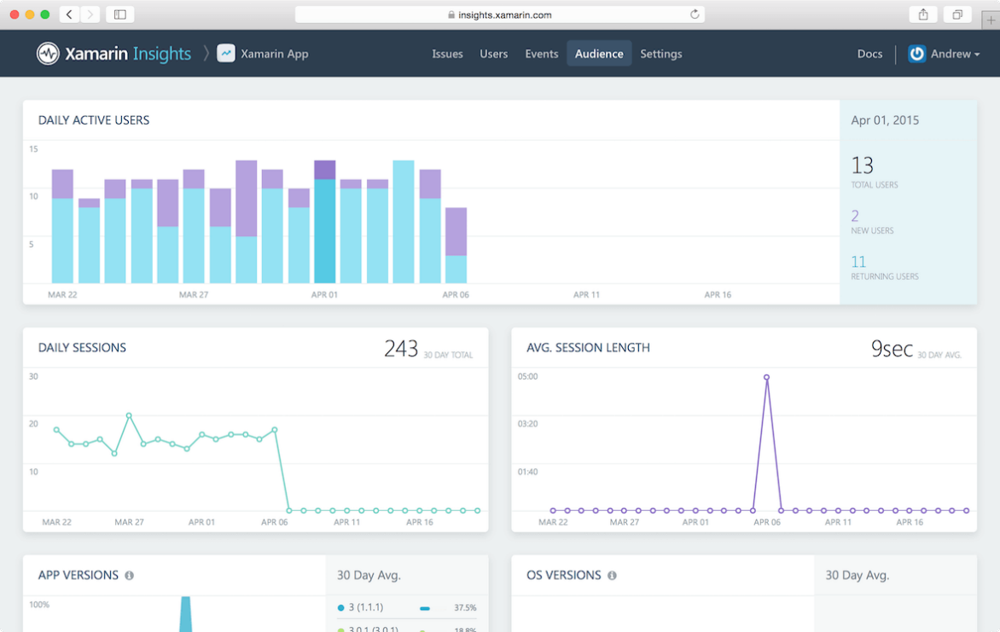 insights.xamarin.com
Xamarin Insights
Xamarin App
Issues Users Events Audience Settings
Docs
Andrew
DAILY ACTIVE USERS
15
10
5
MAR 22 MAR 27 APR 01 APR 06 APR 11 APR 16
Apr 01, 2015
13
TOTAL USERS
2
NEW USERS
11
RETURNING USERS
DAILY SESSIONS
243 30 DAY TOTAL
30
20
10
MAR 22 MAR 27 APR 01 APR 06 APR 11 APR 16
AVG. SESSION LENGTH
9sec 30 DAY AVG.
05:00
03:20
01:40
MAR 22 MAR 27 APR 01 APR 06 APR 11 APR 16
APP VERSIONS
100%
30 Day Avg.
3 (1.1.1) 37.5%
3.0.1 (3.0.1) 18.8%
OS VERSIONS
30 Day Avg.